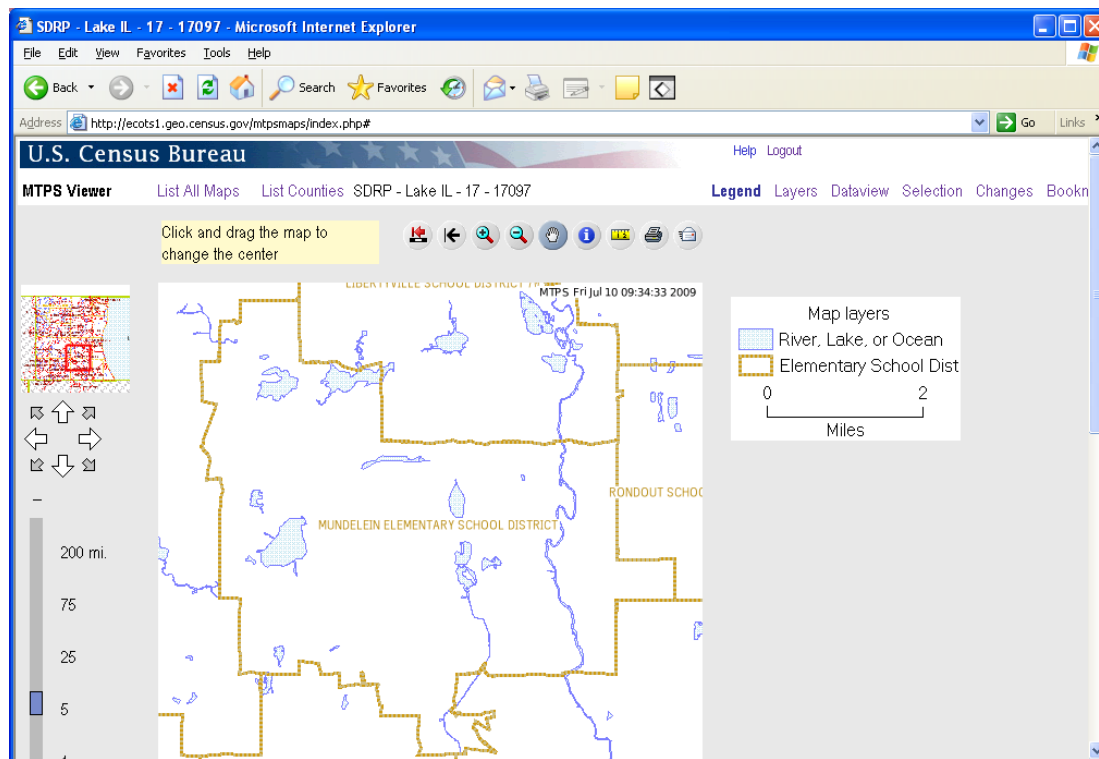 SDRP - Lake IL - 17 - 17097 - Microsoft Internet Explorer
File Edit View Favorites Tools Help
Back Search Favorites
Address http://ecots1.geo.census.gov/mtpsmaps/index.php# Go Links
U.S. Census Bureau Help Logout
MTPS Viewer List All Maps List Counties SDRP - Lake IL - 17 - 17097 Legend Layers Dataview Selection Changes
Click and drag the map to
change the center
LIBERTYVILLE SCHOOL DISTRICT
MTPS Fri Jul 10 09:34:33 2009
Map layers
River, Lake, or Ocean
Elementary School Dist
0 2
Miles
RONDOUT SCHOO
MUNDELEIN ELEMENTARY SCHOOL DISTRICT
200 mi.
75
25
5